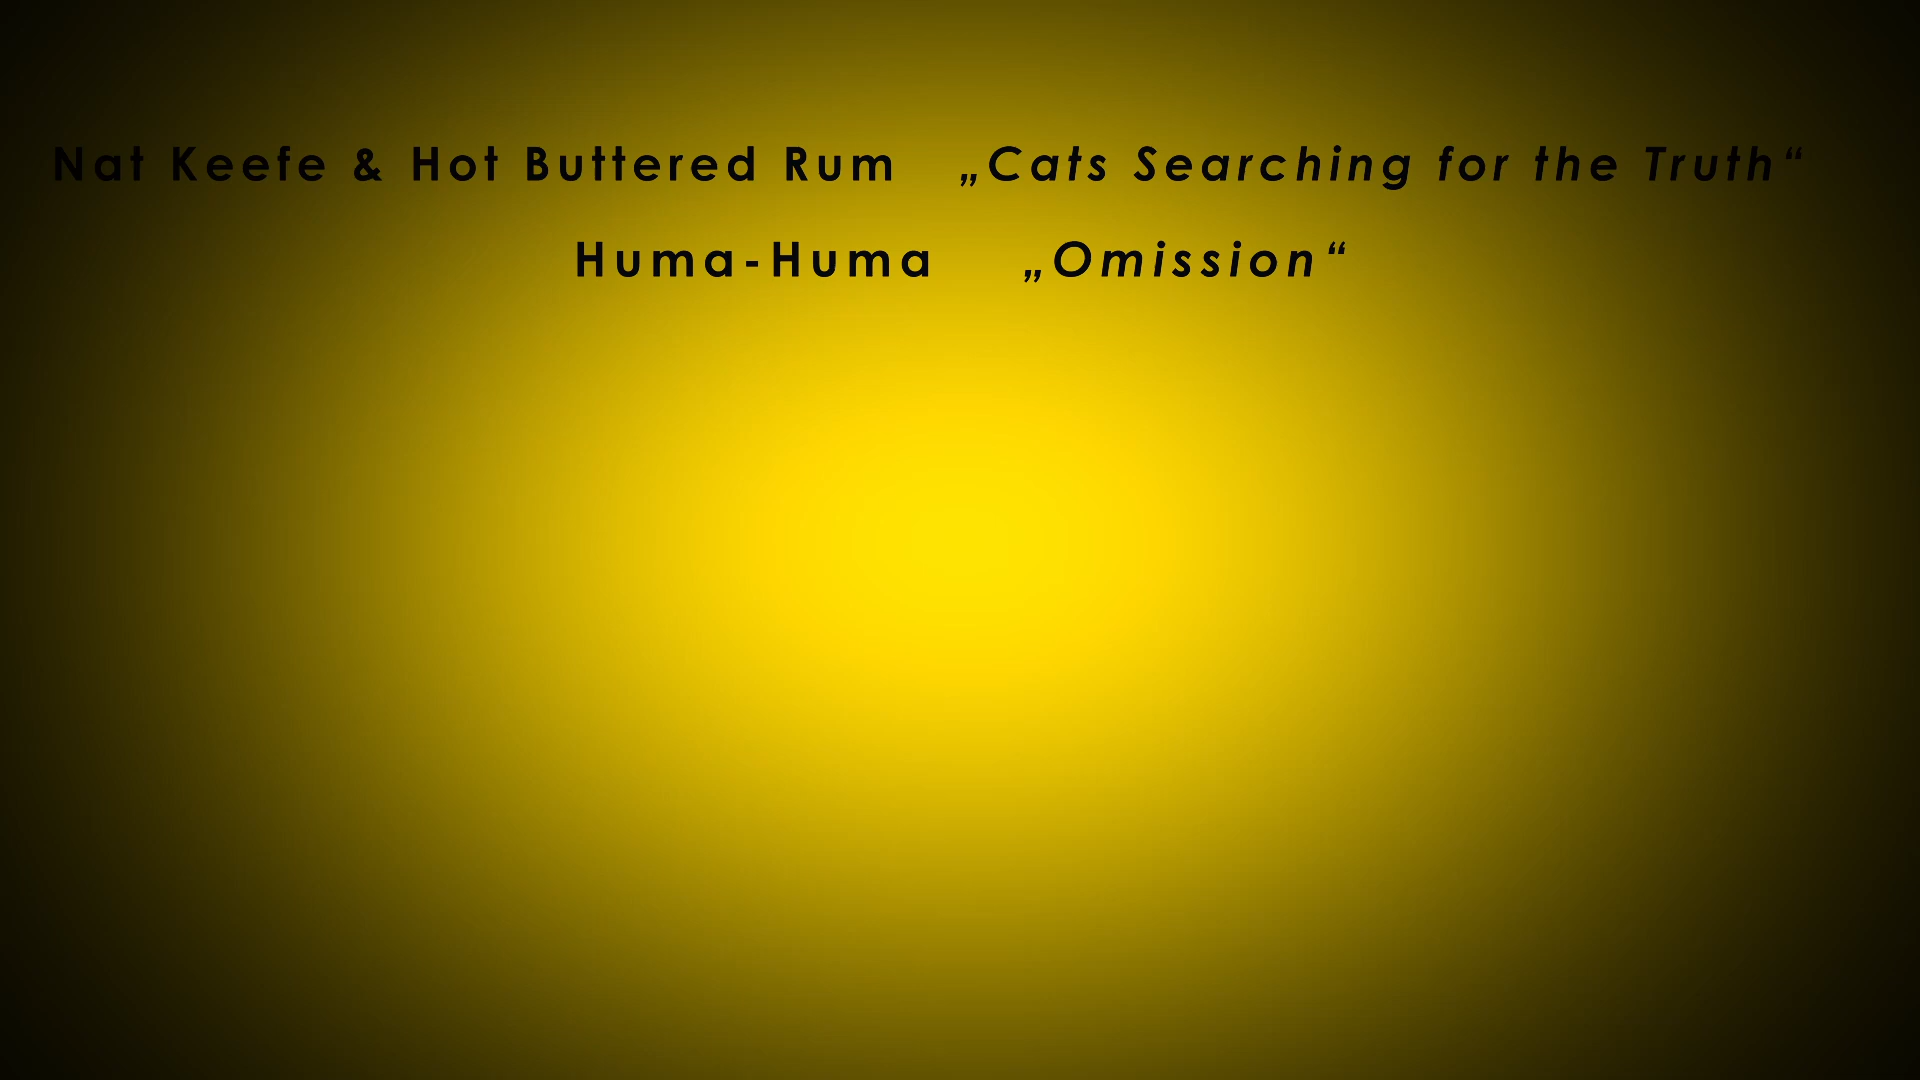 Nat Keefe & Hot Buttered Rum „Cats Searching for the Truth“
Huma-Huma „Omission“